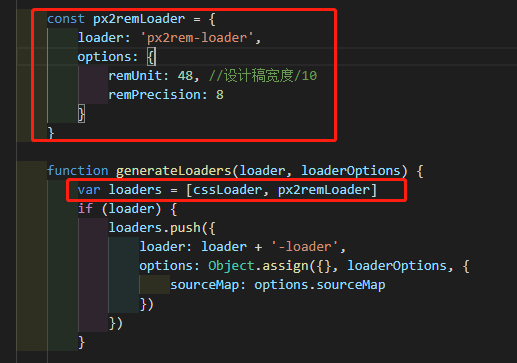 const px2remLoader = {
loader: 'px2rem-loader',
options: {
remUnit: 48, //设计稿宽度/10
remPrecision: 8
}
}
function generateLoaders(loader, loaderOptions) {
var loaders = [cssLoader, px2remLoader]
if (loader) {
loaders.push({
loader: loader + '-loader',
options: Object.assign({}, loaderOptions, {
sourceMap: options.sourceMap
})
})
}